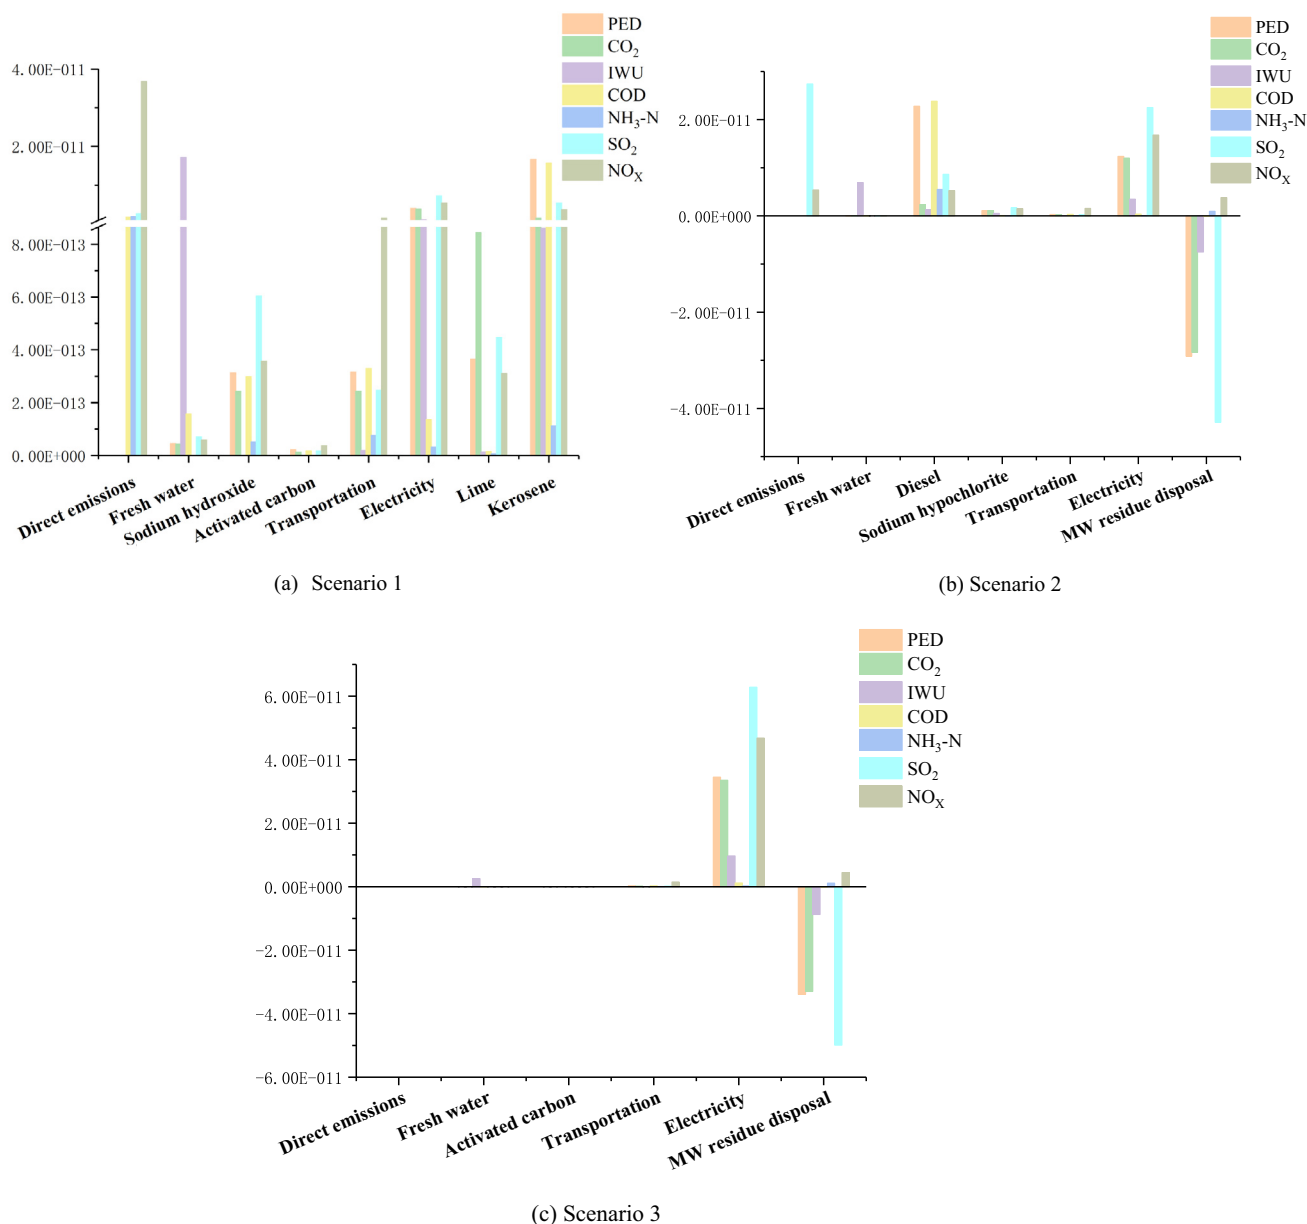 PED
CO₂
IWU
COD
NH₃-N
SO₂
NOₓ
4.00E-011
2.00E-011
8.00E-013
6.00E-013
4.00E-013
2.00E-013
0.00E+000
Direct emissions
Fresh water
Sodium hydroxide
Activated carbon
Transportation
Electricity
Lime
Kerosene
(a) Scenario 1
PED
CO₂
IWU
COD
NH₃-N
SO₂
NOₓ
2.00E-011
0.00E+000
-2.00E-011
-4.00E-011
Direct emissions
Fresh water
Diesel
Sodium hypochlorite
Transportation
Electricity
MW residue disposal
(b) Scenario 2
PED
CO₂
IWU
COD
NH₃-N
SO₂
NOₓ
6.00E-011
4.00E-011
2.00E-011
0.00E+000
-2.00E-011
-4.00E-011
-6.00E-011
Direct emissions
Fresh water
Activated carbon
Transportation
Electricity
MW residue disposal
(c) Scenario 3